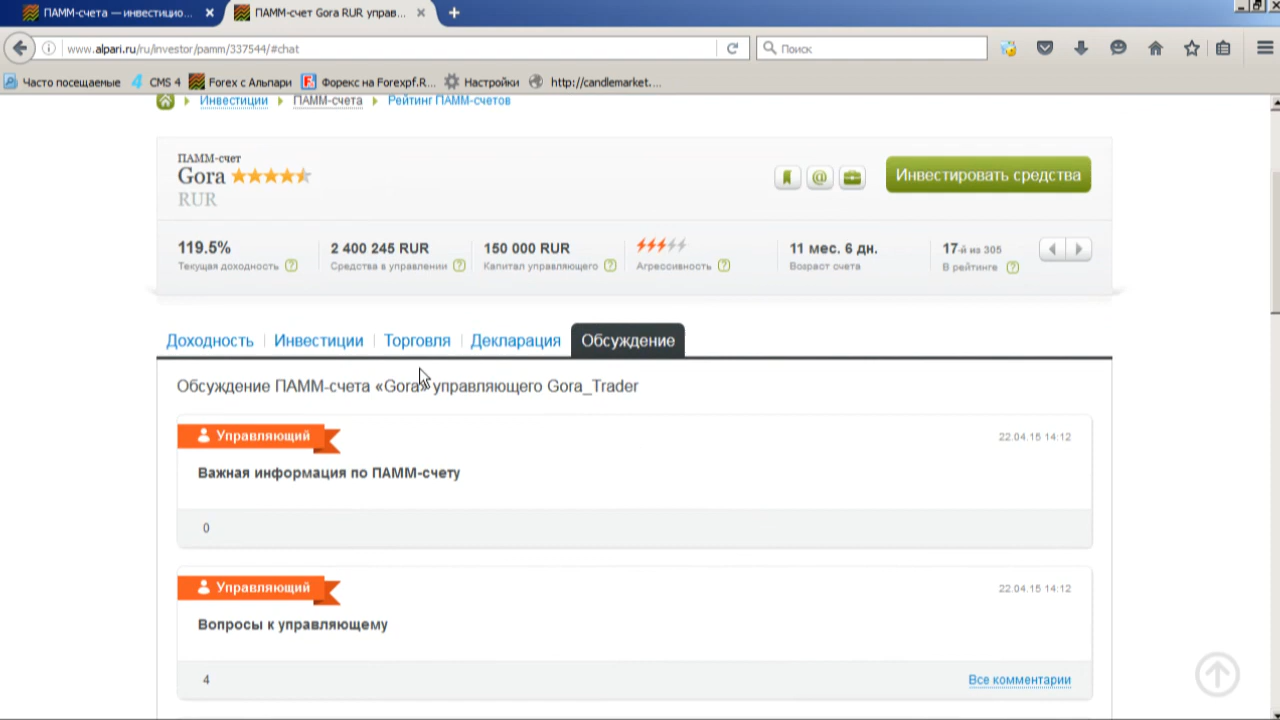 ПАММ-счета — инвестицио...
ПАММ-счет Gora RUR управ...
www.alpari.ru/ru/investor/pamm/337544/#chat
Поиск
Часто посещаемые
CMS 4
Forex с Альпари
Форекс на Forexpf.R...
Настройки
http://candlemarket....
Инвестиции
ПАММ-счета
Рейтинг ПАММ-счетов
ПАММ-счет
Gora
RUR
Инвестировать средства
119.5%
Текущая доходность
2 400 245 RUR
Средства в управлении
150 000 RUR
Капитал управляющего
Агрессивность
11 мес. 6 дн.
Возраст счета
17-й из 305
В рейтинге
Доходность
Инвестиции
Торговля
Декларация
Обсуждение
Обсуждение ПАММ-счета «Gora» управляющего Gora_Trader
Управляющий
22.04.15 14:12
Важная информация по ПАММ-счету
0
Управляющий
22.04.15 14:12
Вопросы к управляющему
4
Все комментарии